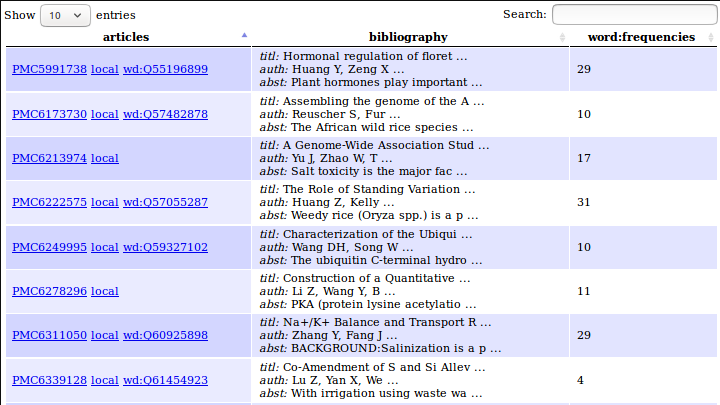 Show 10 entries Search:
articles bibliography word:frequencies
titl: Hormonal regulation of floret ...
PMC5991738 local wd:Q55196899 auth: Huang Y, Zeng X ... 29
abst: Plant hormones play important ...
titl: Assembling the genome of the A ...
PMC6173730 local wd:Q57482878 auth: Reuscher S, Fur ... 10
abst: The African wild rice species ...
titl: A Genome-Wide Association Stud ...
PMC6213974 local auth: Yu J, Zhao W, T ... 17
abst: Salt toxicity is the major fac ...
titl: The Role of Standing Variation ...
PMC6222575 local wd:Q57055287 auth: Huang Z, Kelly ... 31
abst: Weedy rice (Oryza spp.) is a p ...
titl: Characterization of the Ubiqui ...
PMC6249995 local wd:Q59327102 auth: Wang DH, Song W ... 10
abst: The ubiquitin C-terminal hydro ...
titl: Construction of a Quantitative ...
PMC6278296 local auth: Li Z, Wang Y, B ... 11
abst: PKA (protein lysine acetylatio ...
titl: Na+/K+ Balance and Transport R ...
PMC6311050 local wd:Q60925898 auth: Zhang Y, Fang J ... 29
abst: BACKGROUND:Salinization is a p ...
titl: Co-Amendment of S and Si Allev ...
PMC6339128 local wd:Q61454923 auth: Lu Z, Yan X, We ... 4
abst: With irrigation using waste wa ...